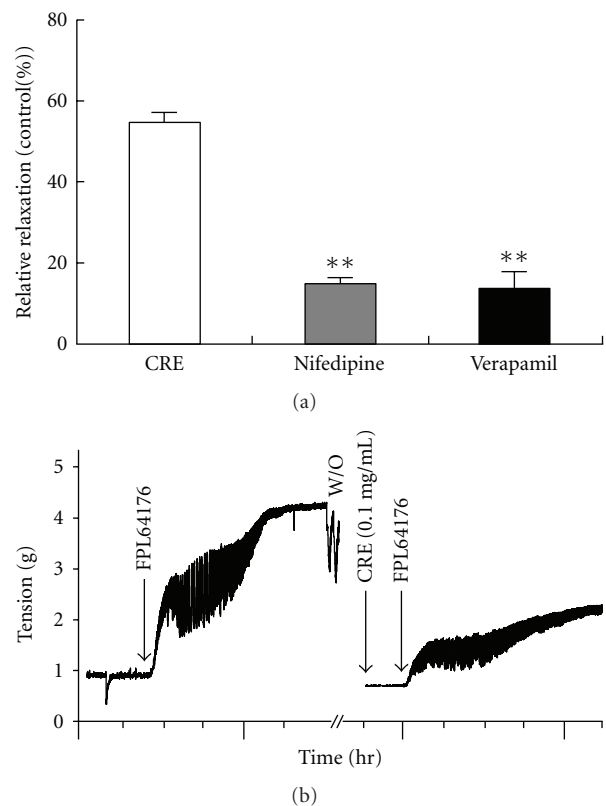 80
60
40
20
0
Relative relaxation (control(%))
**
**
CRE
Nifedipine
Verapamil
(a)
5
4
3
2
1
0
Tension (g)
FPL64176
W/O
CRE (0.1 mg/mL)
FPL64176
//
Time (hr)
(b)